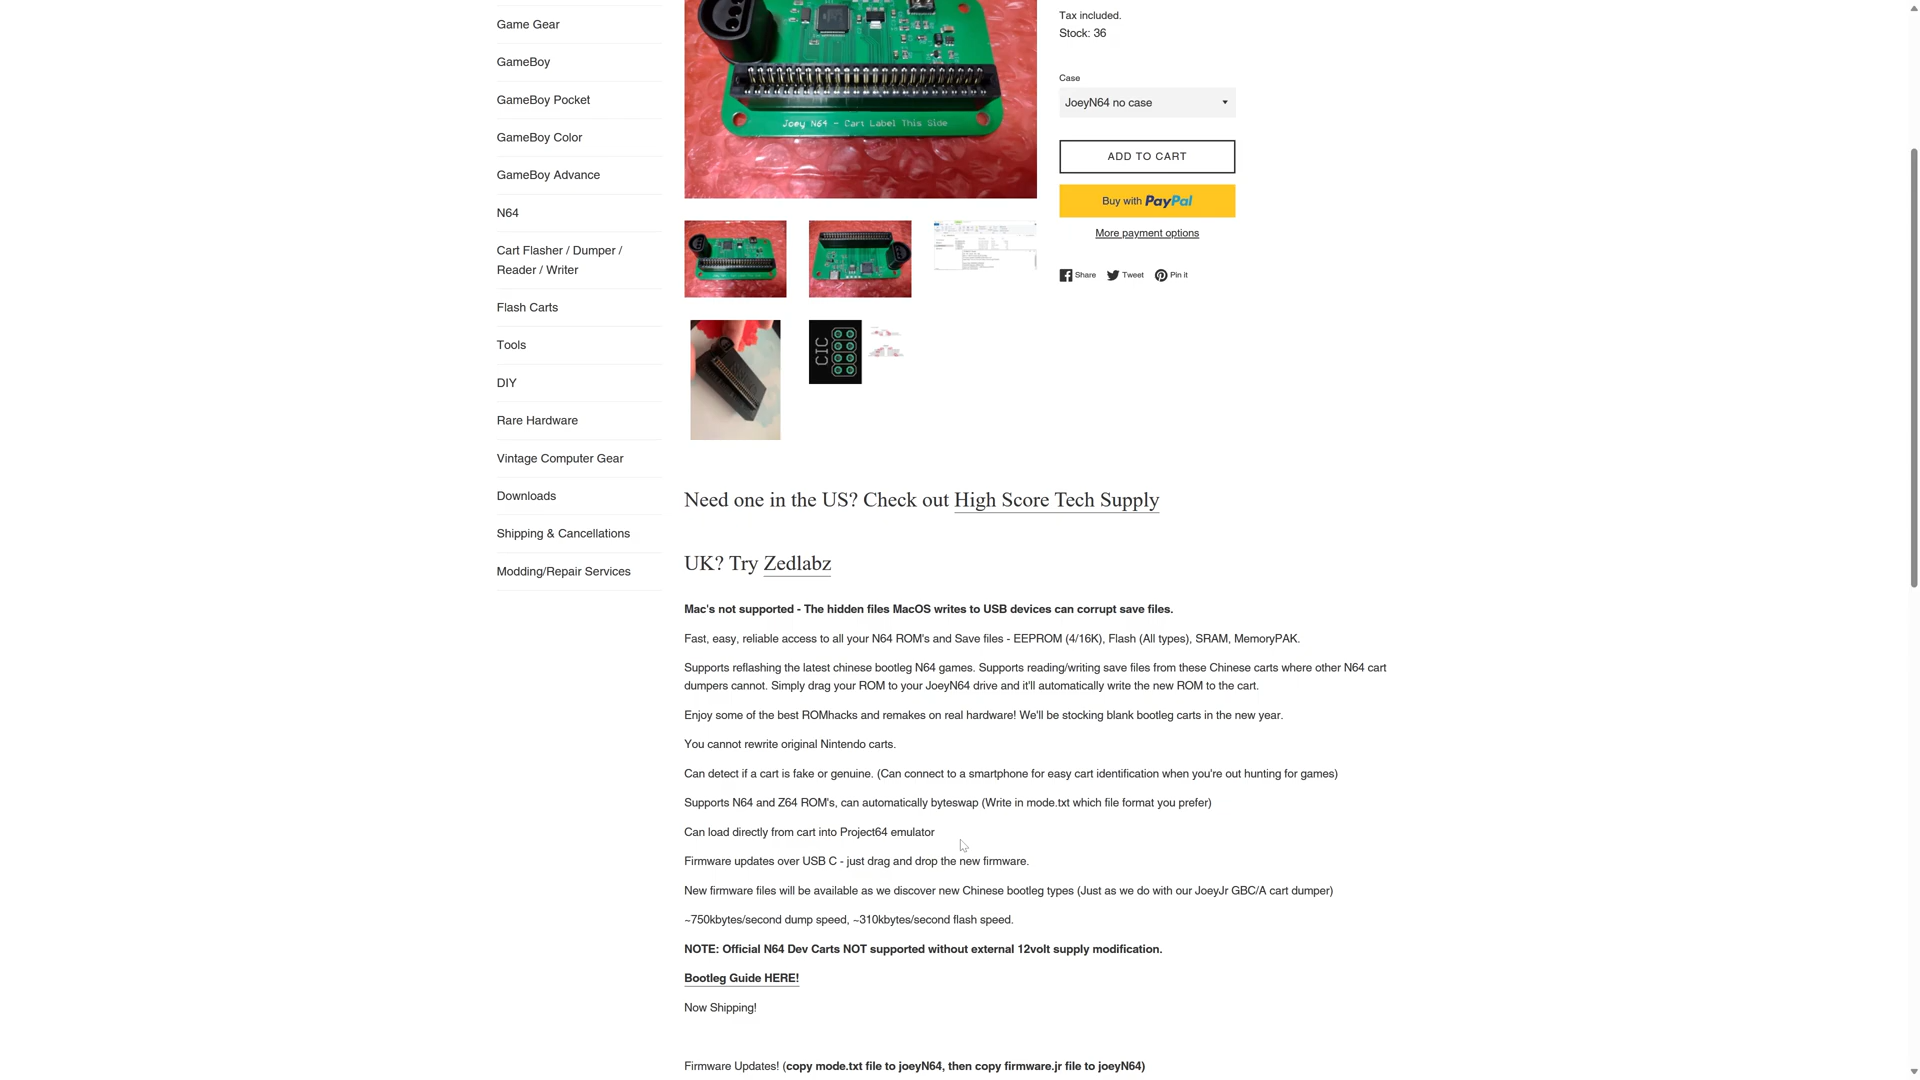 Game Gear
GameBoy
GameBoy Pocket
GameBoy Color
GameBoy Advance
N64
Cart Flasher / Dumper /
Reader / Writer
Flash Carts
Tools
DIY
Rare Hardware
Vintage Computer Gear
Downloads
Shipping & Cancellations
Modding/Repair Services
Joey N64 - Cart Label This Side
CIC
Tax included.
Stock: 36
Case
JoeyN64 no case
ADD TO CART
Buy with PayPal
More payment options
Share Tweet Pin it
Need one in the US? Check out High Score Tech Supply
UK? Try Zedlabz
Mac's not supported - The hidden files MacOS writes to USB devices can corrupt save files.
Fast, easy, reliable access to all your N64 ROM's and Save files - EEPROM (4/16K), Flash (All types), SRAM, MemoryPAK.
Supports reflashing the latest chinese bootleg N64 games. Supports reading/writing save files from these Chinese carts where other N64 cart
dumpers cannot. Simply drag your ROM to your JoeyN64 drive and it'll automatically write the new ROM to the cart.
Enjoy some of the best ROMhacks and remakes on real hardware! We'll be stocking blank bootleg carts in the new year.
You cannot rewrite original Nintendo carts.
Can detect if a cart is fake or genuine. (Can connect to a smartphone for easy cart identification when you're out hunting for games)
Supports N64 and Z64 ROM's, can automatically byteswap (Write in mode.txt which file format you prefer)
Can load directly from cart into Project64 emulator
Firmware updates over USB C - just drag and drop the new firmware.
New firmware files will be available as we discover new Chinese bootleg types (Just as we do with our JoeyJr GBC/A cart dumper)
~750kbytes/second dump speed, ~310kbytes/second flash speed.
NOTE: Official N64 Dev Carts NOT supported without external 12volt supply modification.
Bootleg Guide HERE!
Now Shipping!
Firmware Updates! (copy mode.txt file to joeyN64, then copy firmware.jr file to joeyN64)